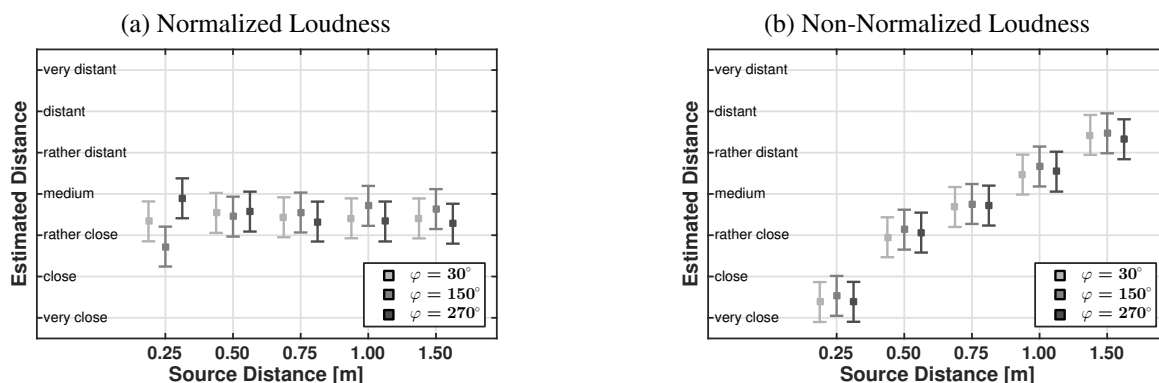 (a) Normalized Loudness
Estimated Distance
very distant
distant
rather distant
medium
rather close
close
very close
φ = 30°
φ = 150°
φ = 270°
0.25 0.50 0.75 1.00 1.50
Source Distance [m]
(b) Non-Normalized Loudness
Estimated Distance
very distant
distant
rather distant
medium
rather close
close
very close
φ = 30°
φ = 150°
φ = 270°
0.25 0.50 0.75 1.00 1.50
Source Distance [m]